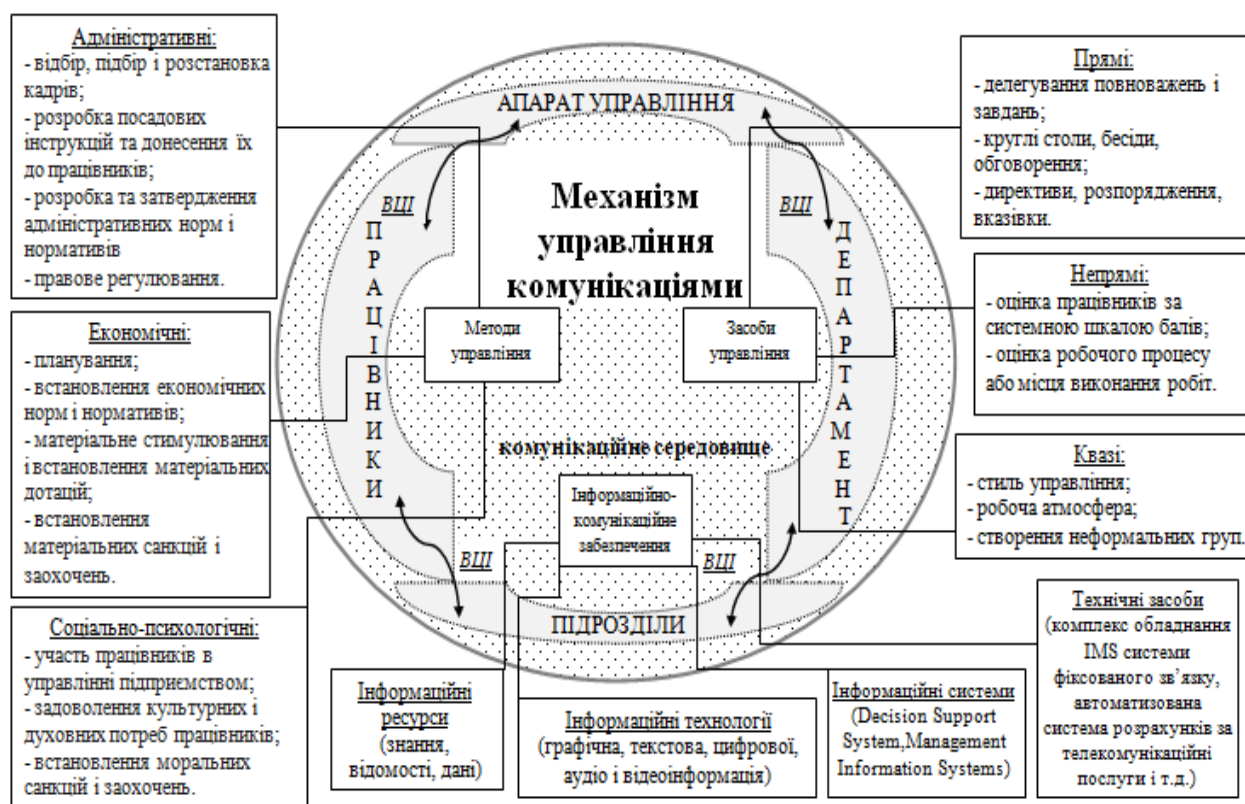 Адміністративні:
- відбір, підбір і розстановка
кадрів;
- розробка посадових
інструкцій та донесення їх
до працівників;
- розробка та затвердження
адміністративних норм і
нормативів
- правове регулювання.
Економічні:
- планування;
- встановлення економічних
норм і нормативів;
- матеріальне стимулювання
і встановлення матеріальних
дотацій;
- встановлення
матеріальних санкцій і
заохочень.
Соціально-психологічні:
- участь працівників в
управлінні підприємством;
- задоволення культурних і
духовних потреб працівників;
- встановлення моральних
санкцій і заохочень.
АПАРАТ УПРАВЛІННЯ
ВЦІ
ВЦІ
ПРАЦІВНИКИ
ДЕПАРТАМЕНТ
Механізм
управління
комунікаціями
Методи
управління
Засоби
управління
комунікаційне середовище
Інформаційно-
комунікаційне
забезпечення
ВЦІ
ВЦІ
ПІДРОЗДІЛИ
Прямі:
- делегування повноважень і
завдань;
- круглі столи, бесіди,
обговорення;
- директиви, розпорядження,
вказівки.
Непрямі:
- оцінка працівників за
системною шкалою балів;
- оцінка робочого процесу
або місця виконання робіт.
Квазі:
- стиль управління;
- робоча атмосфера;
- створення неформальних груп.
Технічні засоби
(комплекс обладнання
IMS системи
фіксованого зв’язку,
автоматизована
система розрахунків за
телекомунікаційні
послуги і т.д.)
Інформаційні
ресурси
(знання,
відомості, дані)
Інформаційні технології
(графічна, текстова, цифрової,
аудіо і відеоінформація)
Інформаційні системи
(Decision Support
System,Management
Information Systems)